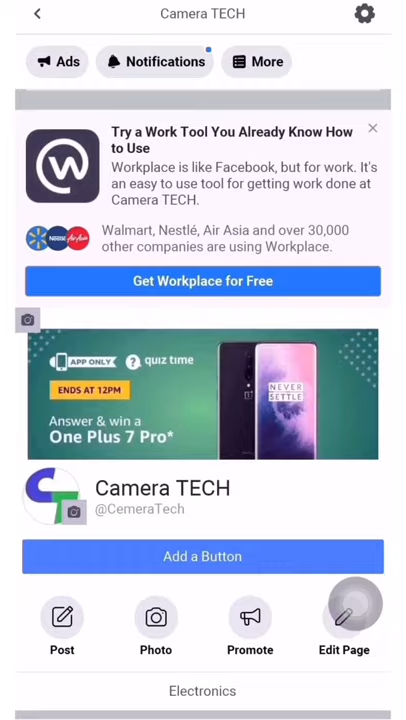 Camera TECH
Ads
Notifications
More
Try a Work Tool You Already Know How
to Use
Workplace is like Facebook, but for work. It's
an easy to use tool for getting work done at
Camera TECH.
Nestlé AirAsia
Walmart, Nestlé, Air Asia and over 30,000
other companies are using Workplace.
Get Workplace for Free
APP ONLY
? quiz time
ENDS AT 12PM
Answer & win a
One Plus 7 Pro*
NEVER
SETTLE
Camera TECH
@CemeraTech
Add a Button
Post
Photo
Promote
Edit Page
Electronics